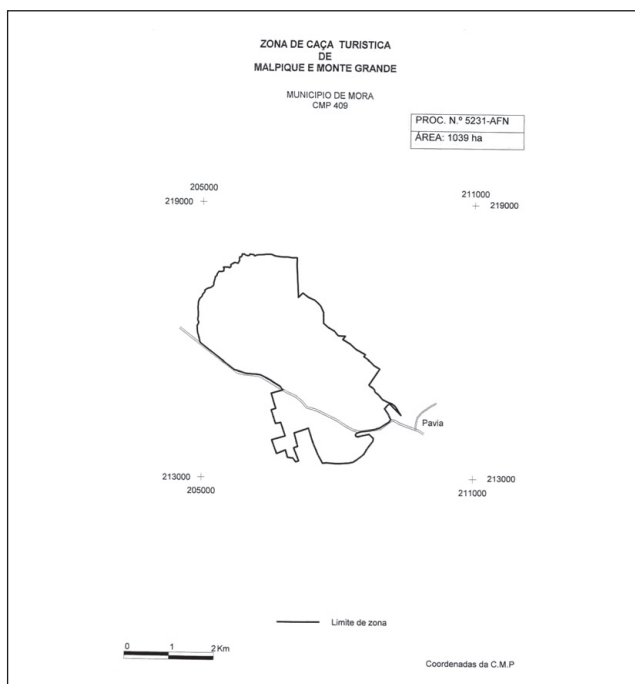 ZONA DE CAÇA TURISTICA
DE
MALPIQUE E MONTE GRANDE
MUNICIPIO DE MORA
CMP 409
PROC. N.º 5231-AFN
ÁREA: 1039 ha
205000
219000
211000
219000
Pavia
213000
205000
213000
211000
Limite de zona
0 1 2 Km
Coordenadas da C.M.P